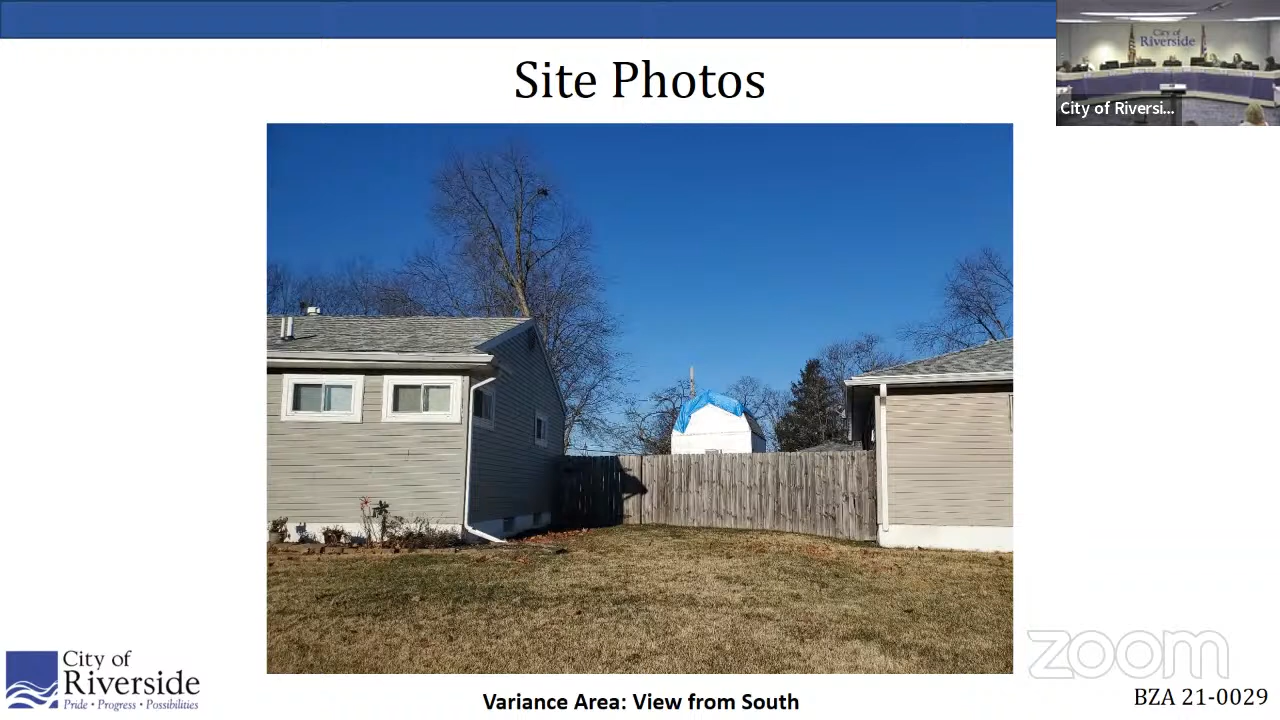 Site Photos
City of
Riverside
City of Riversi...
City of
Riverside
Pride • Progress • Possibilities
Variance Area: View from South
zoom
BZA 21-0029